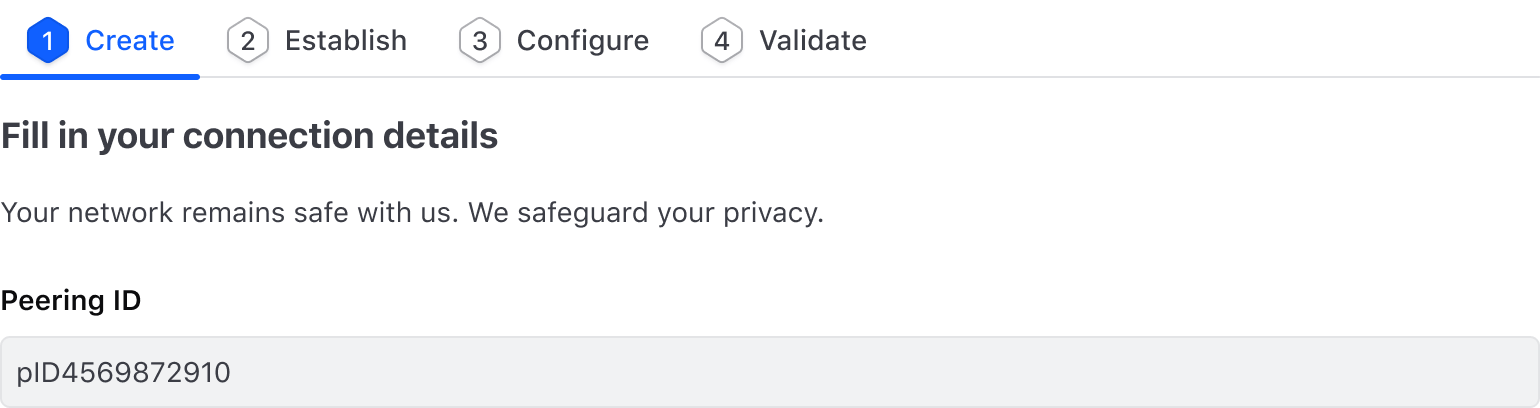 1 Create 2 Establish 3 Configure 4 Validate
Fill in your connection details
Your network remains safe with us. We safeguard your privacy.
Peering ID
pID4569872910